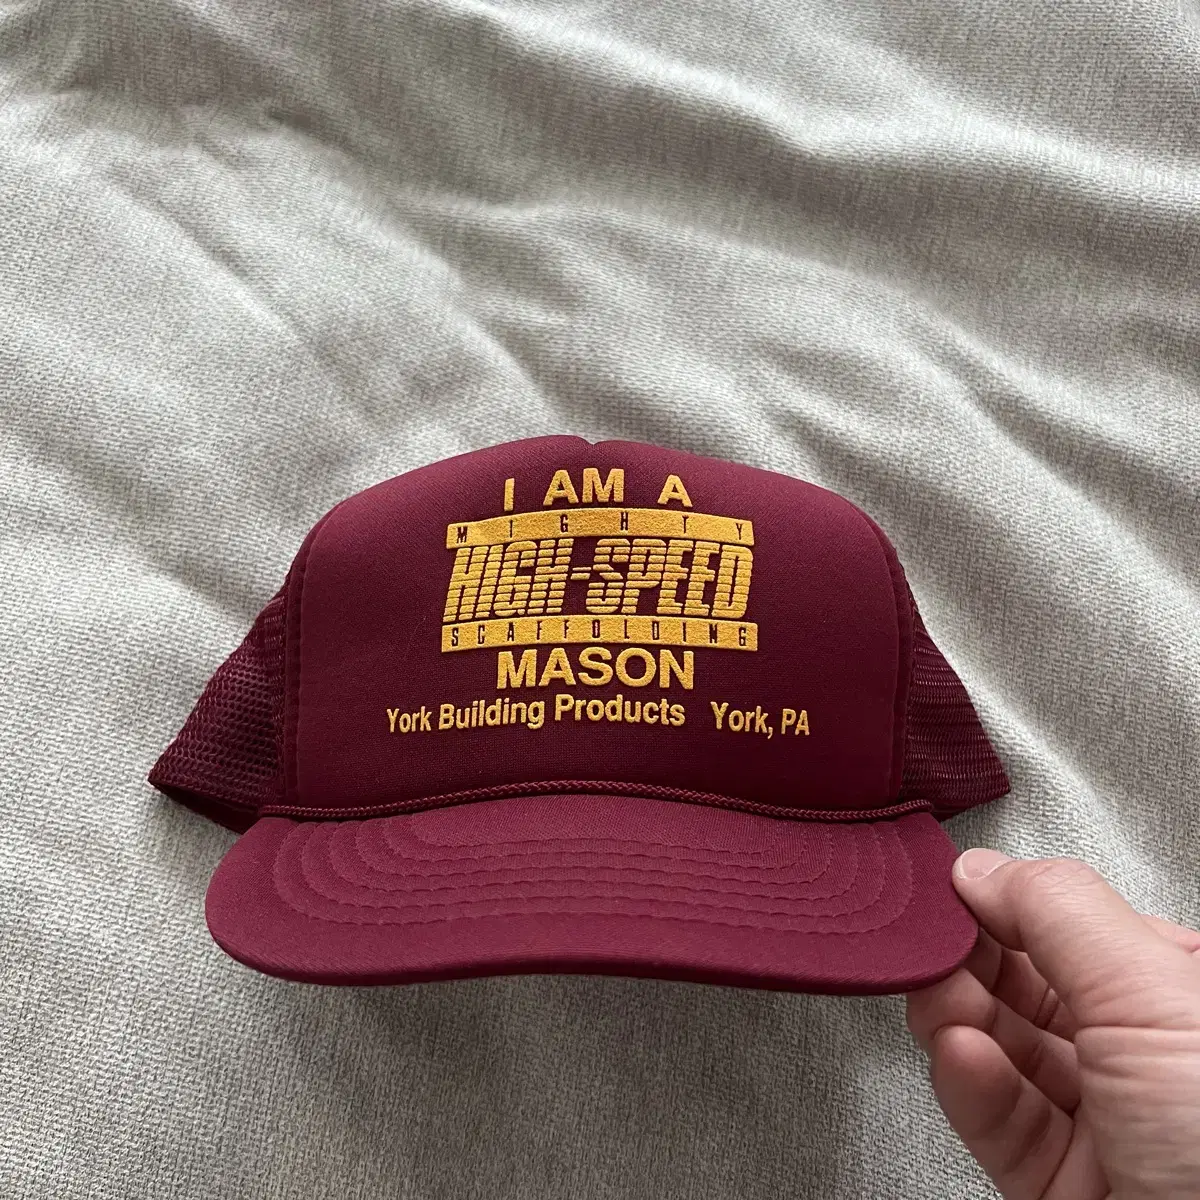 I AM A
MIGHTY
HIGH-SPEED
SCAFFOLDING
MASON
York Building Products York, PA